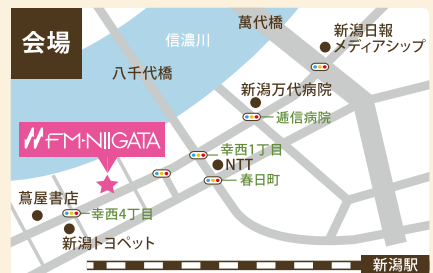 会場
信濃川
萬代橋
新潟日報
メディアシップ
八千代橋
新潟万代病院
逓信病院
FM-NIIGATA
幸西1丁目
NTT
春日町
蔦屋書店
幸西4丁目
新潟トヨペット
新潟駅